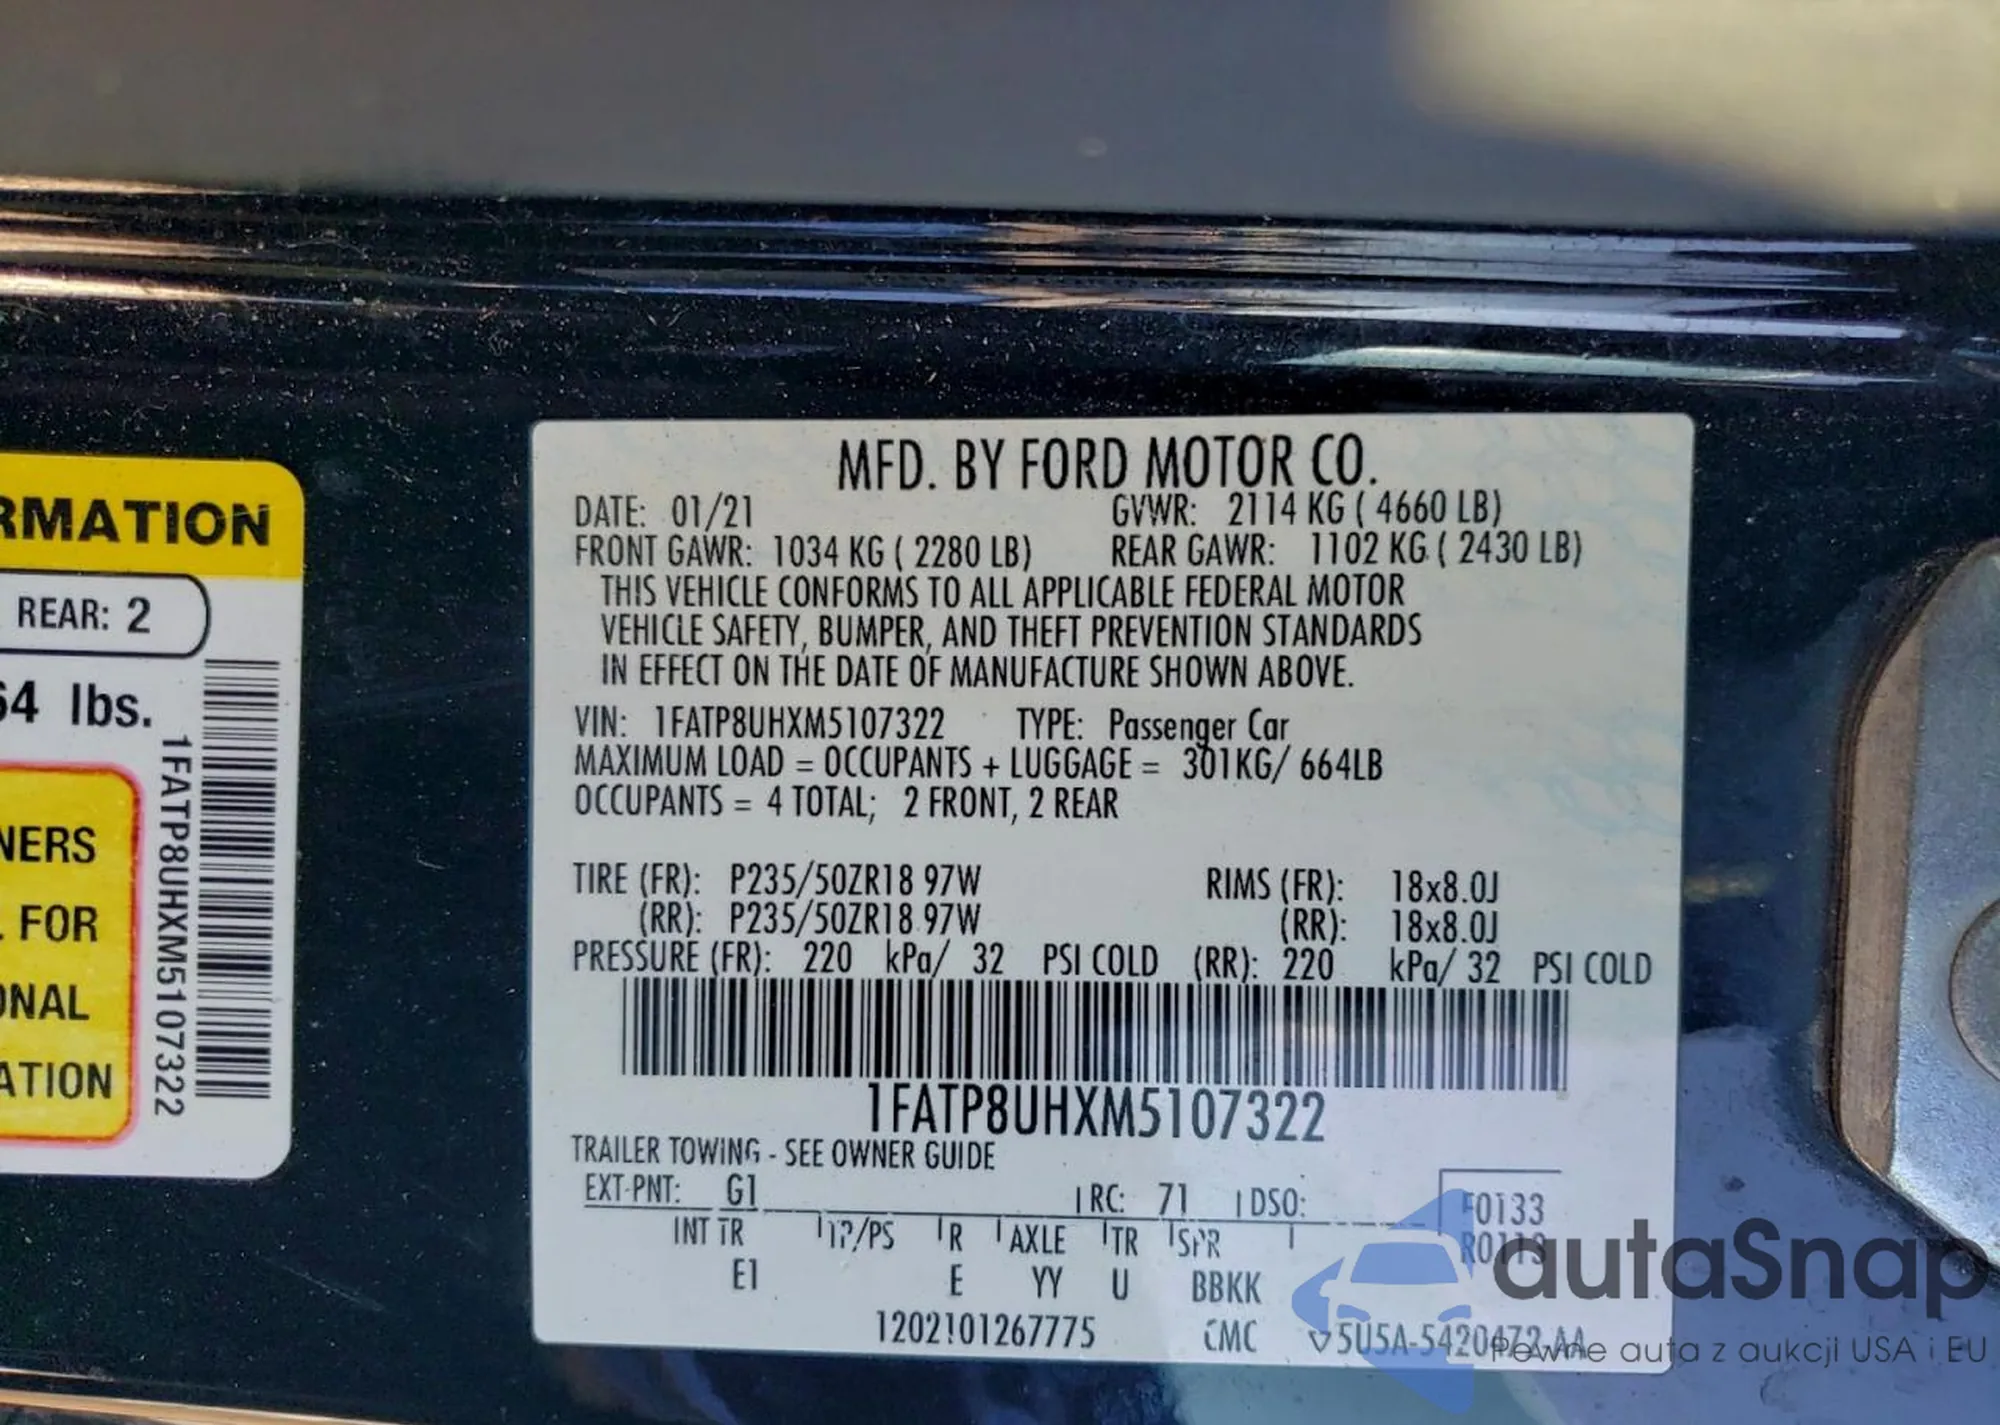 RMATION
REAR: 2
64 lbs.
1FATP8UHXM5107322
NERS
FOR
ONAL
ATION
MFD. BY FORD MOTOR CO.
DATE: 01/21 GVWR: 2114 KG ( 4660 LB)
FRONT GAWR: 1034 KG ( 2280 LB) REAR GAWR: 1102 KG ( 2430 LB)
THIS VEHICLE CONFORMS TO ALL APPLICABLE FEDERAL MOTOR
VEHICLE SAFETY, BUMPER, AND THEFT PREVENTION STANDARDS
IN EFFECT ON THE DATE OF MANUFACTURE SHOWN ABOVE.
VIN: 1FATP8UHXM5107322 TYPE: Passenger Car
MAXIMUM LOAD = OCCUPANTS + LUGGAGE = 301KG/ 664LB
OCCUPANTS = 4 TOTAL; 2 FRONT, 2 REAR
TIRE (FR): P235/50ZR18 97W RIMS (FR): 18x8.0J
(RR): P235/50ZR18 97W (RR): 18x8.0J
PRESSURE (FR): 220 kPa/ 32 PSI COLD (RR): 220 kPa/ 32 PSI COLD
1FATP8UHXM5107322
TRAILER TOWING - SEE OWNER GUIDE
EXT PNT: G1 RC: 71 DSO: F0133
INT TR TP/PS R AXLE TR SPR R0113
E1 E YY U BBKK
1202101267775 CMC 5U5A-5420472-AA
autaSnap
Pewne auta z aukcji USA i EU